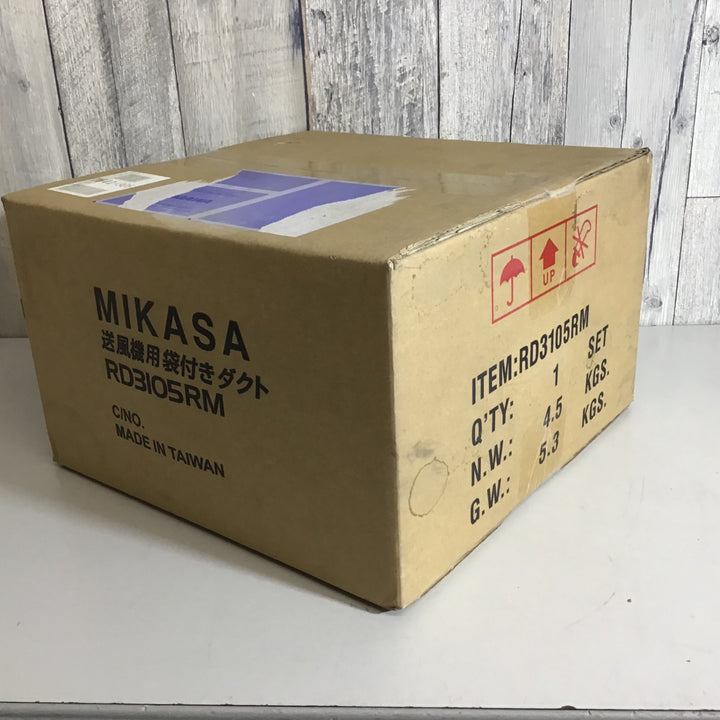 MIKASA
送風機用袋付きダクト
RD3105RM
C/NO.
MADE IN TAIWAN
UP
ITEM:RD3105RM
Q'TY: 1 SET
N.W.: 4.5 KGS.
G.W.: 5.3 KGS.